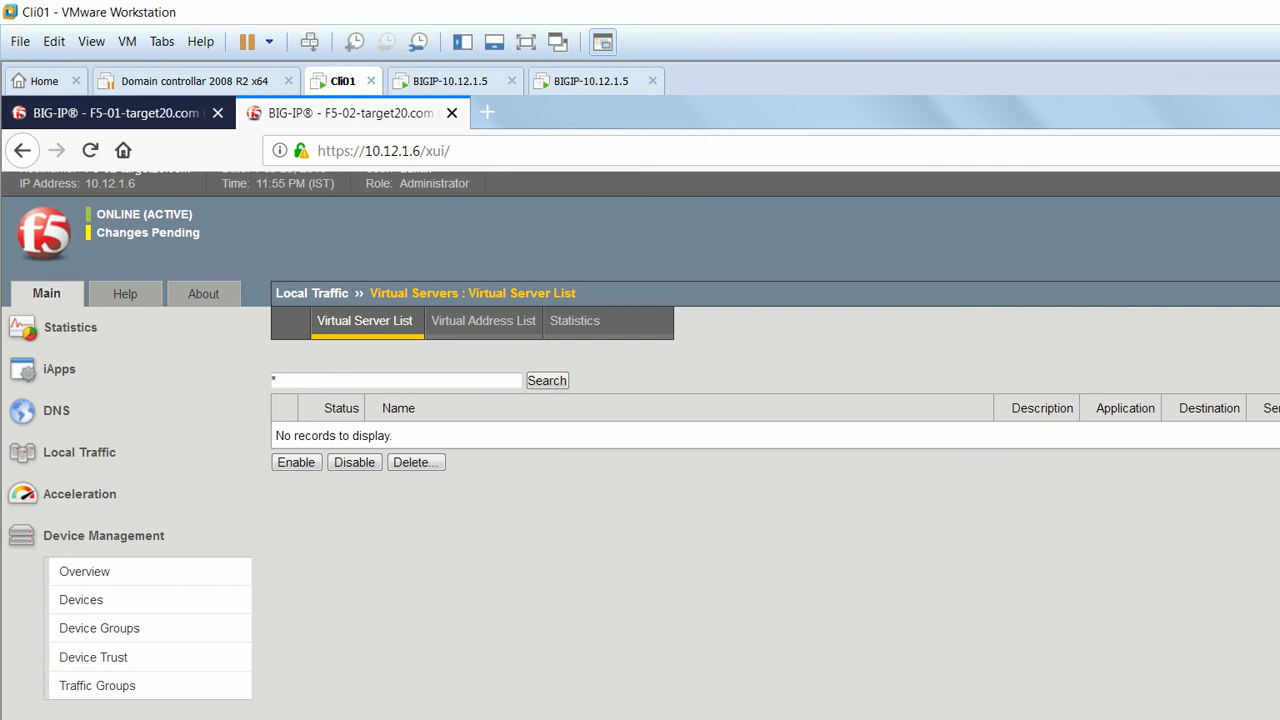 Cli01 - VMware Workstation
File Edit View VM Tabs Help
Home Domain controllar 2008 R2 x64 Cli01 BIGIP-10.12.1.5 BIGIP-10.12.1.5
BIG-IP® - F5-01-target20.com BIG-IP® - F5-02-target20.com
https://10.12.1.6/xui/
IP Address: 10.12.1.6 Time: 11:55 PM (IST) Role: Administrator
f5
ONLINE (ACTIVE)
Changes Pending
Main Help About
Local Traffic ›› Virtual Servers : Virtual Server List
Virtual Server List Virtual Address List Statistics
Statistics
iApps
DNS
Local Traffic
Acceleration
Device Management
Overview
Devices
Device Groups
Device Trust
Traffic Groups
* Search
Status Name Description Application Destination
No records to display.
Enable Disable Delete...